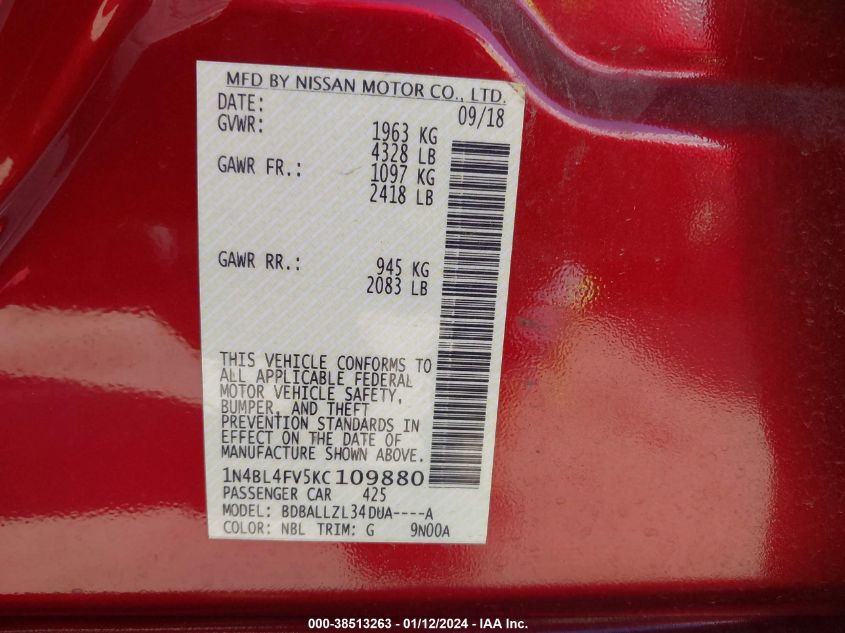 MFD BY NISSAN MOTOR CO., LTD.
DATE: 09/18
GVWR: 1963 KG
4328 LB
GAWR FR.: 1097 KG
2418 LB
GAWR RR.: 945 KG
2083 LB
THIS VEHICLE CONFORMS TO
ALL APPLICABLE FEDERAL
MOTOR VEHICLE SAFETY,
BUMPER, AND THEFT
PREVENTION STANDARDS IN
EFFECT ON THE DATE OF
MANUFACTURE SHOWN ABOVE.
1N4BL4FV5KC109880
PASSENGER CAR 425
MODEL: BDBALLZL34DUA----A
COLOR: NBL TRIM: G 9N00A
000-38513263 - 01/12/2024 - IAA Inc.